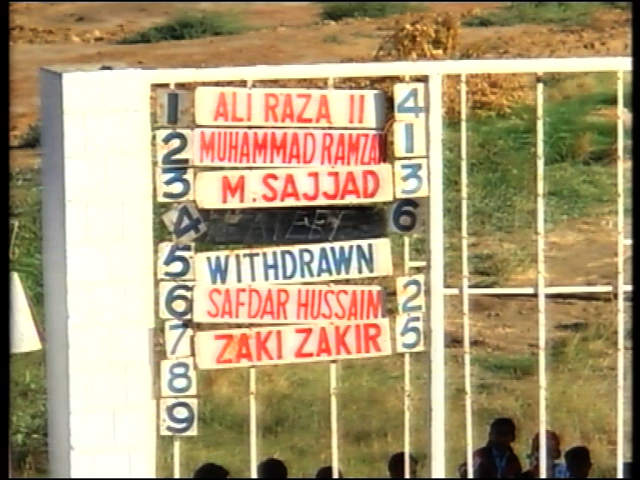 1 ALI RAZA II 4
2 MUHAMMAD RAMZAN 1
3 M.SAJJAD 3
4 6
5 WITHDRAWN
6 SAFDAR HUSSAIN 2
7 ZAKI ZAKIR 5
8
9